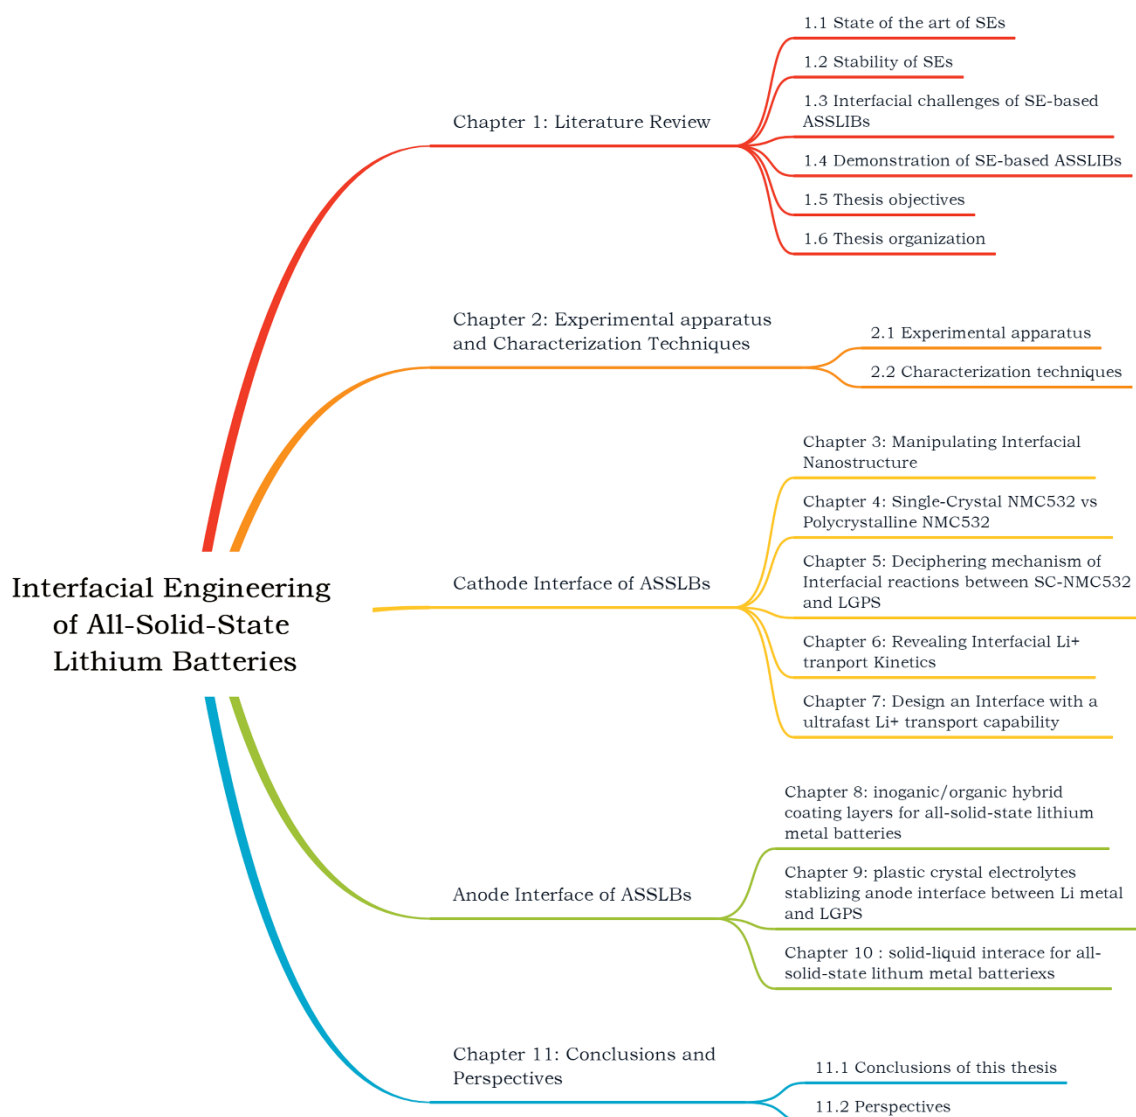 Interfacial Engineering
of All-Solid-State
Lithium Batteries
Chapter 1: Literature Review
1.1 State of the art of SEs
1.2 Stability of SEs
1.3 Interfacial challenges of SE-based
ASSLIBs
1.4 Demonstration of SE-based ASSLIBs
1.5 Thesis objectives
1.6 Thesis organization
Chapter 2: Experimental apparatus
and Characterization Techniques
2.1 Experimental apparatus
2.2 Characterization techniques
Cathode Interface of ASSLBs
Chapter 3: Manipulating Interfacial
Nanostructure
Chapter 4: Single-Crystal NMC532 vs
Polycrystalline NMC532
Chapter 5: Deciphering mechanism of
Interfacial reactions between SC-NMC532
and LGPS
Chapter 6: Revealing Interfacial Li+
tranport Kinetics
Chapter 7: Design an Interface with a
ultrafast Li+ transport capability
Anode Interface of ASSLBs
Chapter 8: inoganic/organic hybrid
coating layers for all-solid-state lithium
metal batteries
Chapter 9: plastic crystal electrolytes
stablizing anode interface between Li metal
and LGPS
Chapter 10 : solid-liquid interace for all-
solid-state lithum metal batteriexs
Chapter 11: Conclusions and
Perspectives
11.1 Conclusions of this thesis
11.2 Perspectives